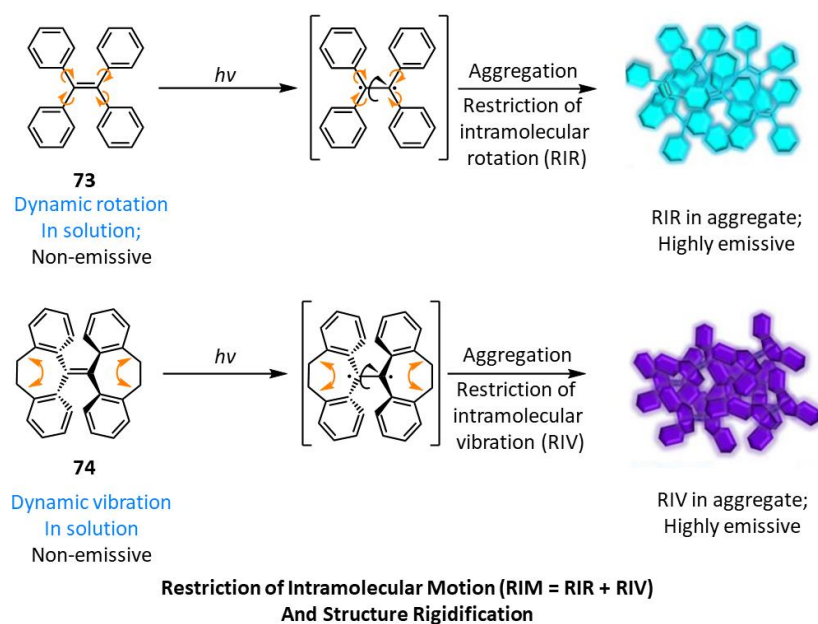 hv
Aggregation
Restriction of
intramolecular
rotation (RIR)
73
Dynamic rotation
In solution;
Non-emissive
RIR in aggregate;
Highly emissive
hv
Aggregation
Restriction of
intramolecular
vibration (RIV)
74
Dynamic vibration
In solution
Non-emissive
RIV in aggregate;
Highly emissive
Restriction of Intramolecular Motion (RIM = RIR + RIV)
And Structure Rigidification